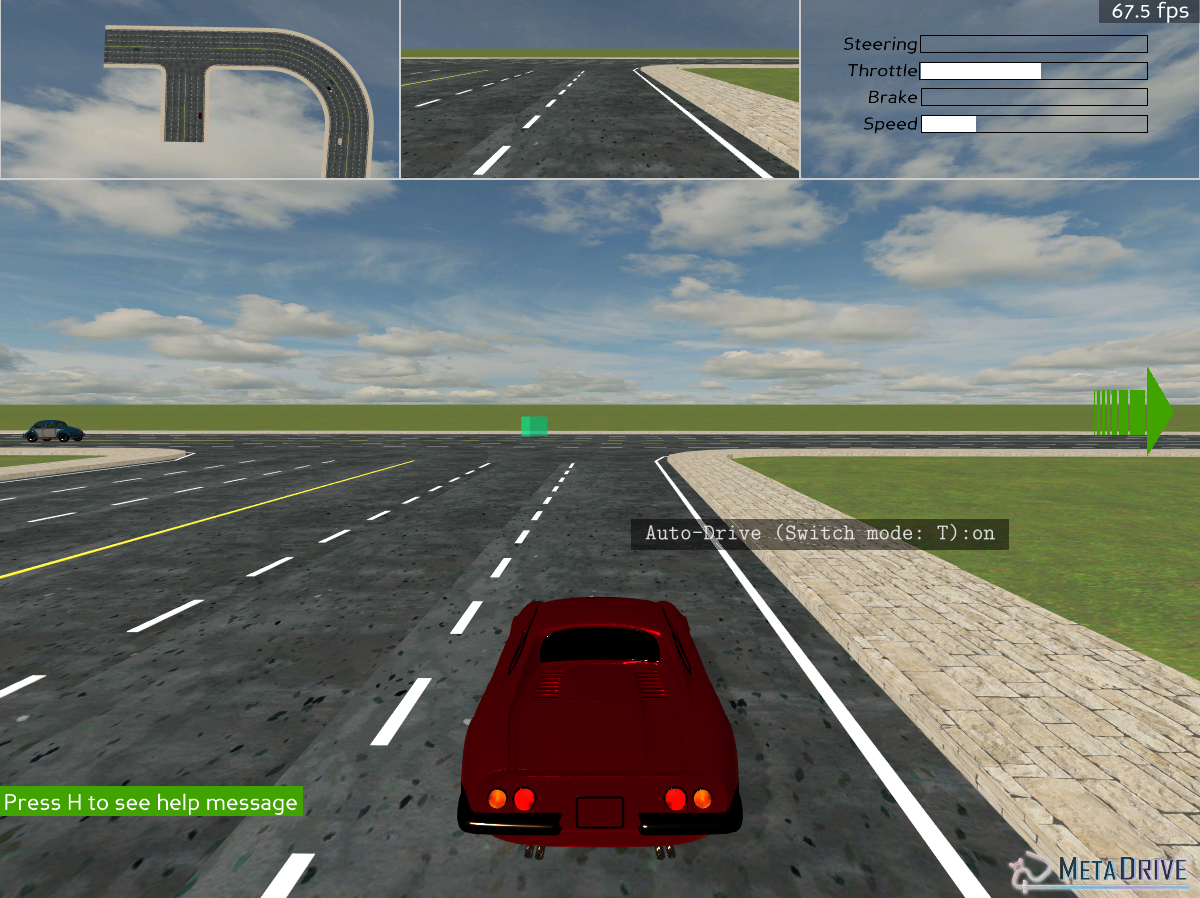 67.5 fps
Steering
Throttle
Brake
Speed
Auto-Drive (Switch mode: T):on
Press H to see help message
METADRIVE